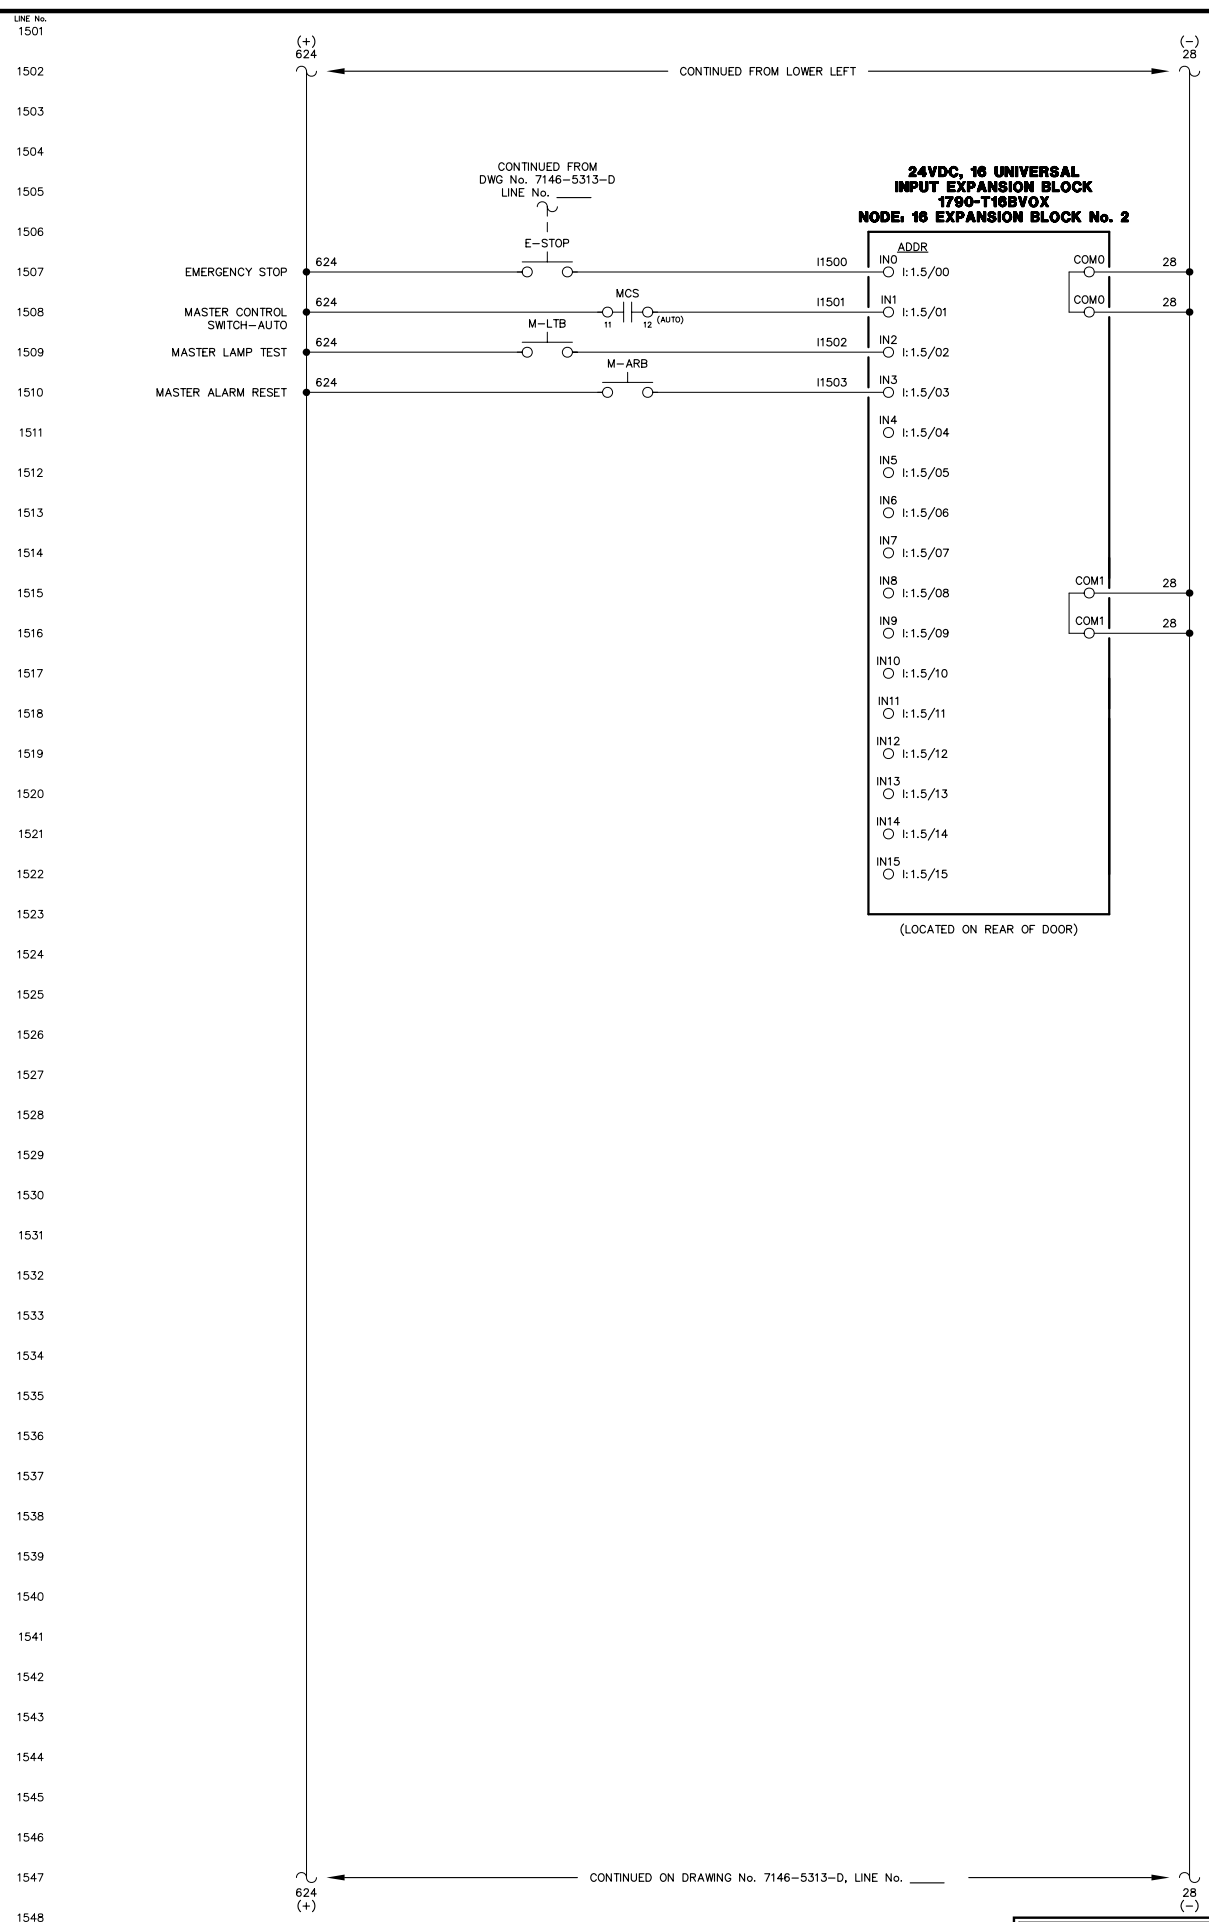 LINE No.
1501
(+)
624
(−)
28
1502
CONTINUED FROM LOWER LEFT
1503
1504
CONTINUED FROM
DWG No. 7146−5313−D
LINE No. ______
24VDC, 16 UNIVERSAL
INPUT EXPANSION BLOCK
1790-T16BVOX
NODE: 16 EXPANSION BLOCK No. 2
1505
1506
E−STOP
ADDR
1507
EMERGENCY STOP
624
I1500
IN0
I:1.5/00
COM0
28
1508
MASTER CONTROL
SWITCH−AUTO
624
MCS
11
12
(AUTO)
I1501
IN1
I:1.5/01
COM0
28
1509
MASTER LAMP TEST
624
M−LTB
I1502
IN2
I:1.5/02
1510
MASTER ALARM RESET
624
M−ARB
I1503
IN3
I:1.5/03
1511
IN4
I:1.5/04
1512
IN5
I:1.5/05
1513
IN6
I:1.5/06
1514
IN7
I:1.5/07
1515
IN8
I:1.5/08
COM1
28
1516
IN9
I:1.5/09
COM1
28
1517
IN10
I:1.5/10
1518
IN11
I:1.5/11
1519
IN12
I:1.5/12
1520
IN13
I:1.5/13
1521
IN14
I:1.5/14
1522
IN15
I:1.5/15
1523
(LOCATED ON REAR OF DOOR)
1524
1525
1526
1527
1528
1529
1530
1531
1532
1533
1534
1535
1536
1537
1538
1539
1540
1541
1542
1543
1544
1545
1546
1547
CONTINUED ON DRAWING No. 7146−5313−D, LINE No. ______
624
(+)
28
(−)
1548